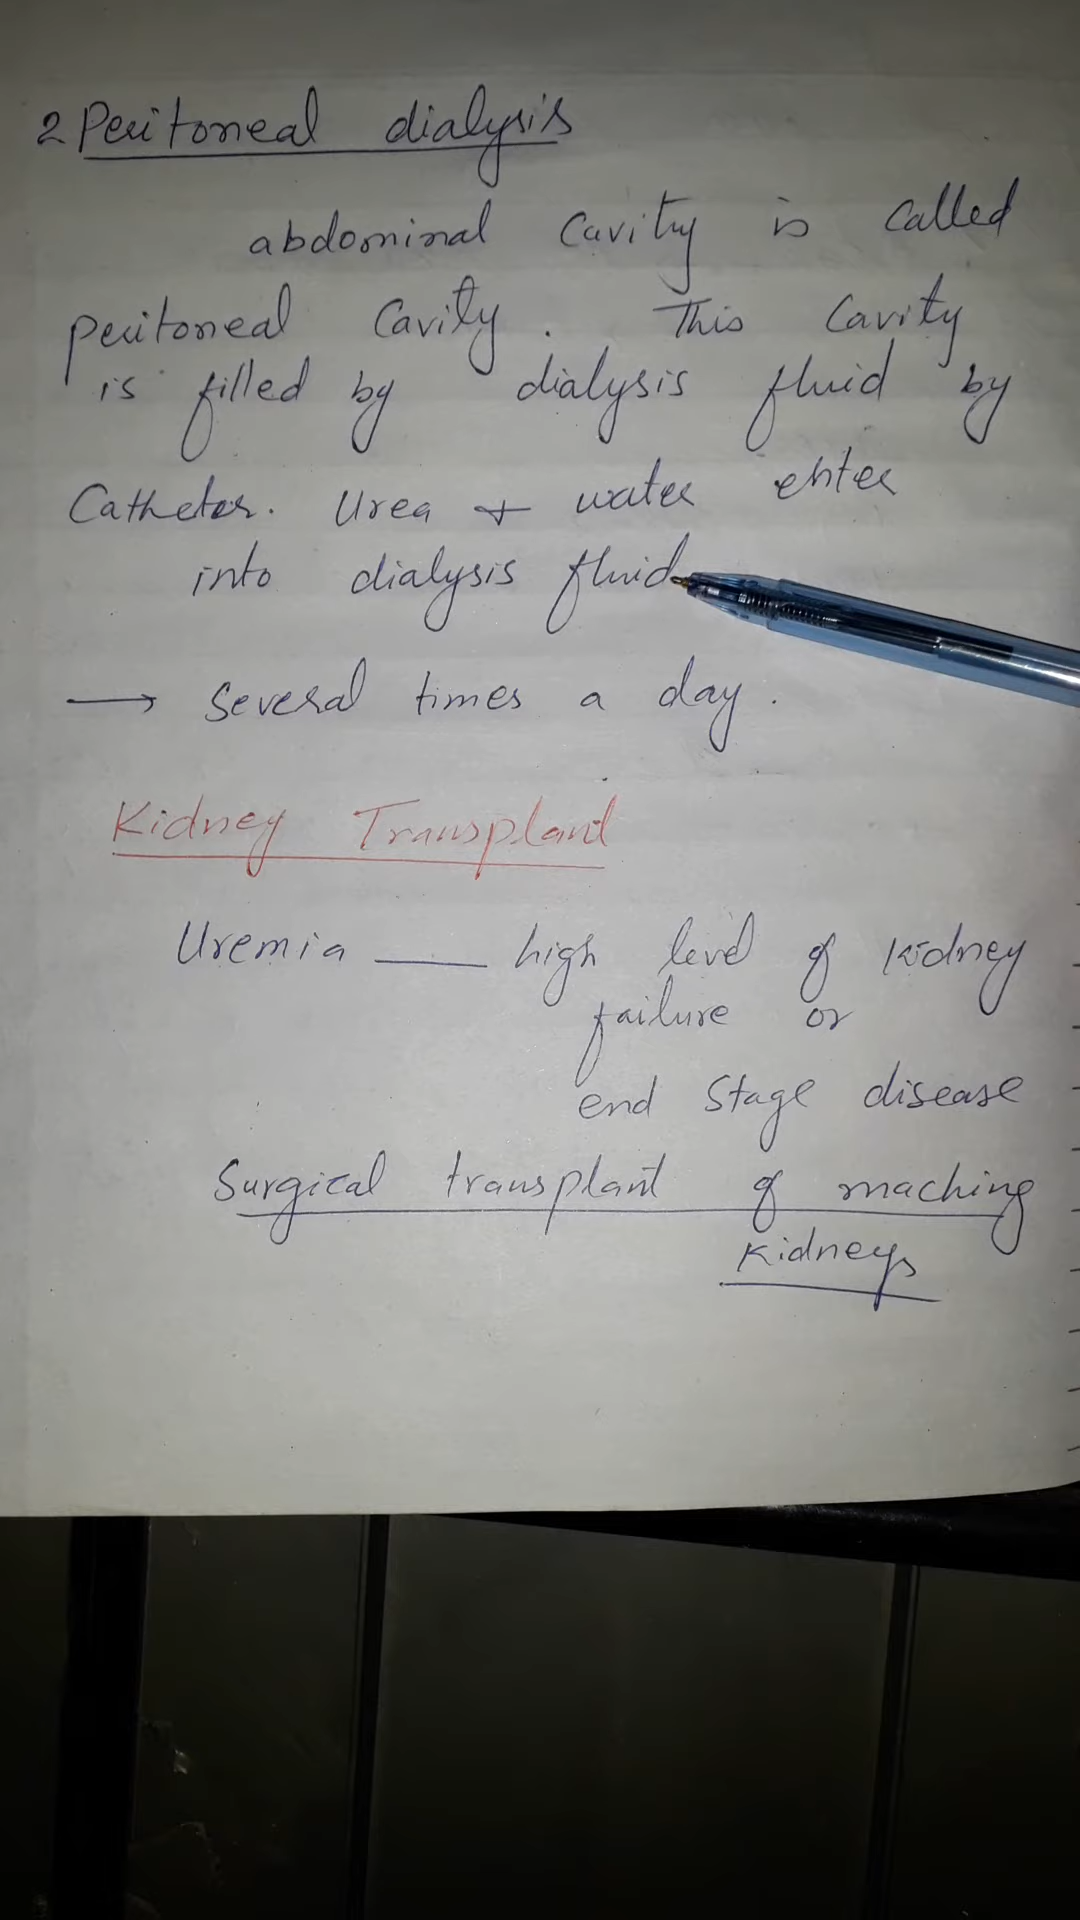 2 Peritoneal dialysis
abdominal cavity is called
peritoneal cavity. This cavity
is filled by dialysis fluid by
Catheter. Urea + water enter
into dialysis fluid
→ Several times a day.
Kidney Transplant
Uremia — high level of kidney
failure or
end stage disease
Surgical transplant of maching
kidneys